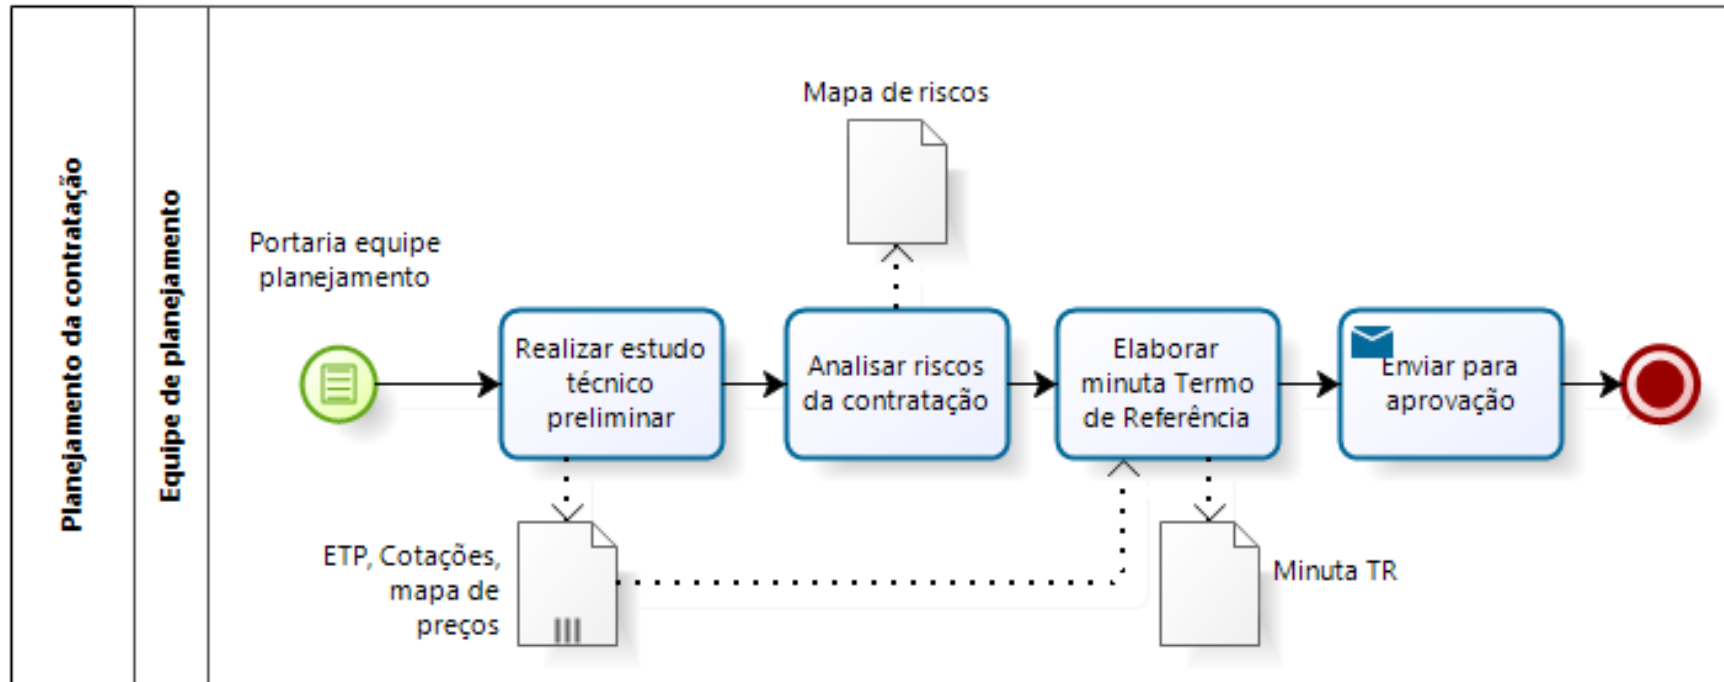 Planejamento da contratação
Equipe de planejamento
Portaria equipe
planejamento
Realizar estudo
técnico
preliminar
ETP, Cotações,
mapa de
preços
Mapa de riscos
Analisar riscos
da contratação
Elaborar
minuta Termo
de Referência
Minuta TR
Enviar para
aprovação